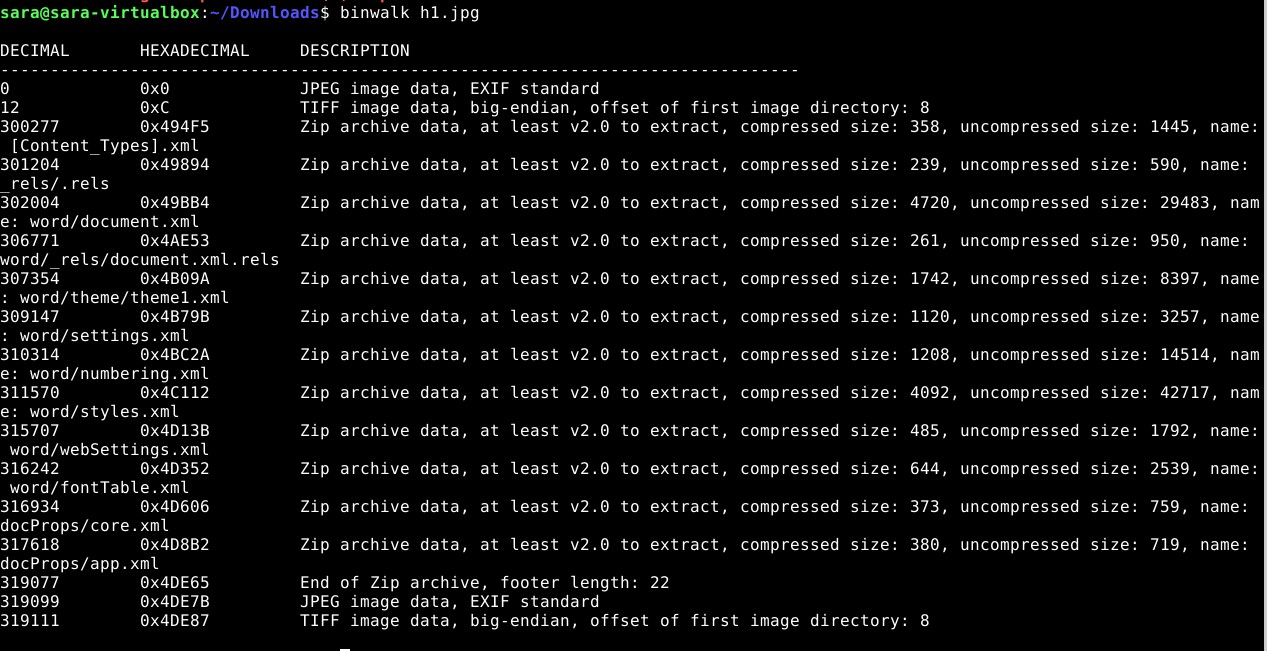 sara@sara-virtualbox:~/Downloads$ binwalk h1.jpg
DECIMAL       HEXADECIMAL     DESCRIPTION
--------------------------------------------------------------------------------
0             0x0             JPEG image data, EXIF standard
12            0xC             TIFF image data, big-endian, offset of first image directory: 8
300277        0x494F5         Zip archive data, at least v2.0 to extract, compressed size: 358, uncompressed size: 1445, name:
 [Content_Types].xml
301204        0x49894         Zip archive data, at least v2.0 to extract, compressed size: 239, uncompressed size: 590, name:
_rels/.rels
302004        0x49BB4         Zip archive data, at least v2.0 to extract, compressed size: 4720, uncompressed size: 29483, nam
e: word/document.xml
306771        0x4AE53         Zip archive data, at least v2.0 to extract, compressed size: 261, uncompressed size: 950, name:
word/_rels/document.xml.rels
307354        0x4B09A         Zip archive data, at least v2.0 to extract, compressed size: 1742, uncompressed size: 8397, name
: word/theme/theme1.xml
309147        0x4B79B         Zip archive data, at least v2.0 to extract, compressed size: 1120, uncompressed size: 3257, name
: word/settings.xml
310314        0x4BC2A         Zip archive data, at least v2.0 to extract, compressed size: 1208, uncompressed size: 14514, nam
e: word/numbering.xml
311570        0x4C112         Zip archive data, at least v2.0 to extract, compressed size: 4092, uncompressed size: 42717, nam
e: word/styles.xml
315707        0x4D13B         Zip archive data, at least v2.0 to extract, compressed size: 485, uncompressed size: 1792, name:
 word/webSettings.xml
316242        0x4D352         Zip archive data, at least v2.0 to extract, compressed size: 644, uncompressed size: 2539, name:
 word/fontTable.xml
316934        0x4D606         Zip archive data, at least v2.0 to extract, compressed size: 373, uncompressed size: 759, name:
docProps/core.xml
317618        0x4D8B2         Zip archive data, at least v2.0 to extract, compressed size: 380, uncompressed size: 719, name:
docProps/app.xml
319077        0x4DE65         End of Zip archive, footer length: 22
319099        0x4DE7B         JPEG image data, EXIF standard
319111        0x4DE87         TIFF image data, big-endian, offset of first image directory: 8